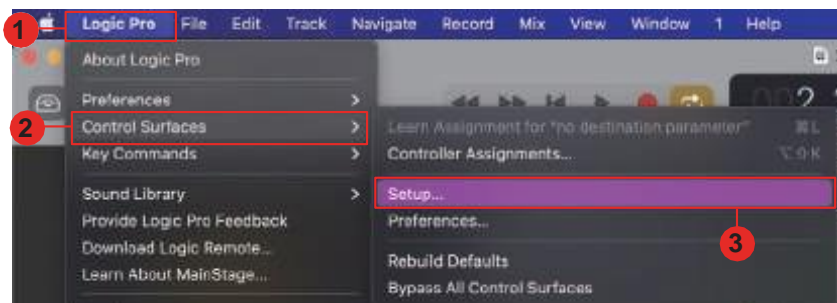 1 Logic Pro File Edit Track Navigate Record Mix View Window 1 Help
About Logic Pro
Preferences >
2 Control Surfaces > Learn Assignment for "no destination parameter" ⌘L
Key Commands > Controller Assignments... ⌥⇧K
Sound Library > Setup...
Provide Logic Pro Feedback Preferences... 3
Download Logic Remote...
Rebuild Defaults
Learn About MainStage...
Bypass All Control Surfaces